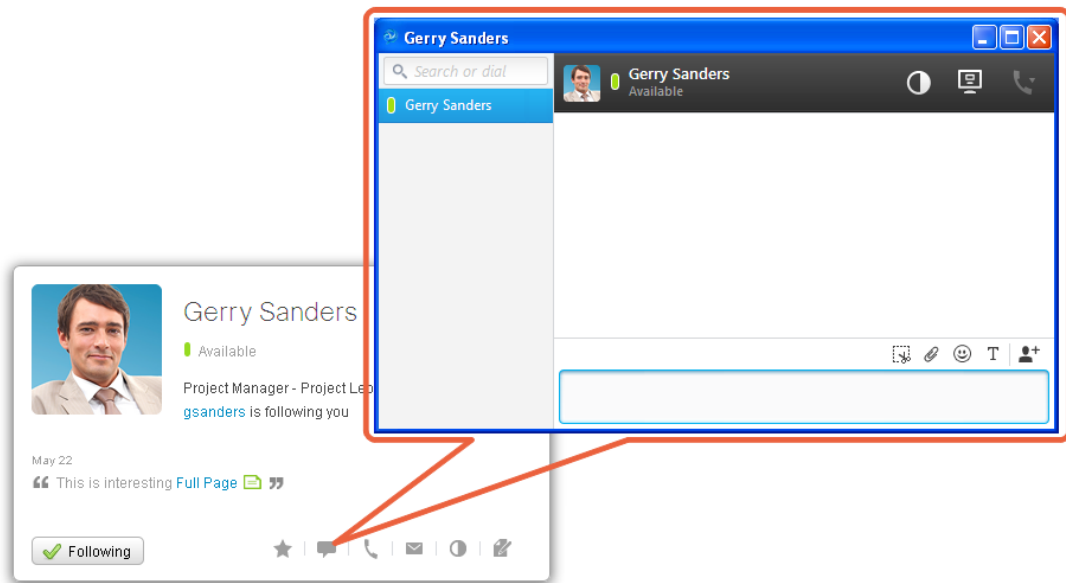 Gerry Sanders
Search or dial
Gerry Sanders
Gerry Sanders
Available
T
Gerry Sanders
Available
Project Manager - Project
gsanders is following you
May 22
This is interesting Full Page
Following